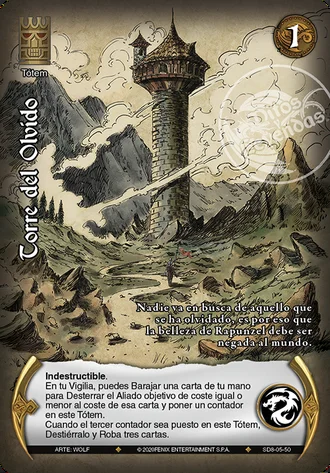 1
Tótem
Torre del Olvido
Nadie va en busca de aquello que
se ha olvidado, es por eso que
la belleza de Rapunzel debe ser
negada al mundo.
Indestructible.
En tu Vigilia, puedes Barajar una carta de tu mano
para Desterrar el Aliado objetivo de coste igual o
menor al coste de esa carta y poner un contador
en este Tótem.
Cuando el tercer contador sea puesto en este Tótem,
Destiérralo y Roba tres cartas.
ARTE: WOLF
©2020FENIX ENTERTAINMENT S.P.A.
SD8-05-50